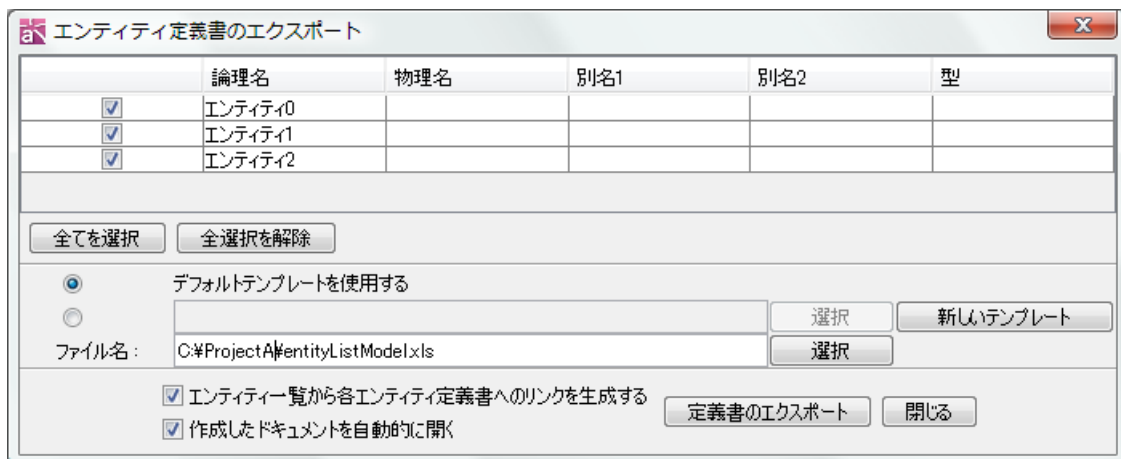 エンティティ定義書のエクスポート
論理名 物理名 別名1 別名2 型
エンティティ0
エンティティ1
エンティティ2
全てを選択 全選択を解除
デフォルトテンプレートを使用する
選択 新しいテンプレート
ファイル名: C:¥ProjectA¥entityListModel.xls 選択
エンティティ一覧から各エンティティ定義書へのリンクを生成する
定義書のエクスポート 閉じる
作成したドキュメントを自動的に開く